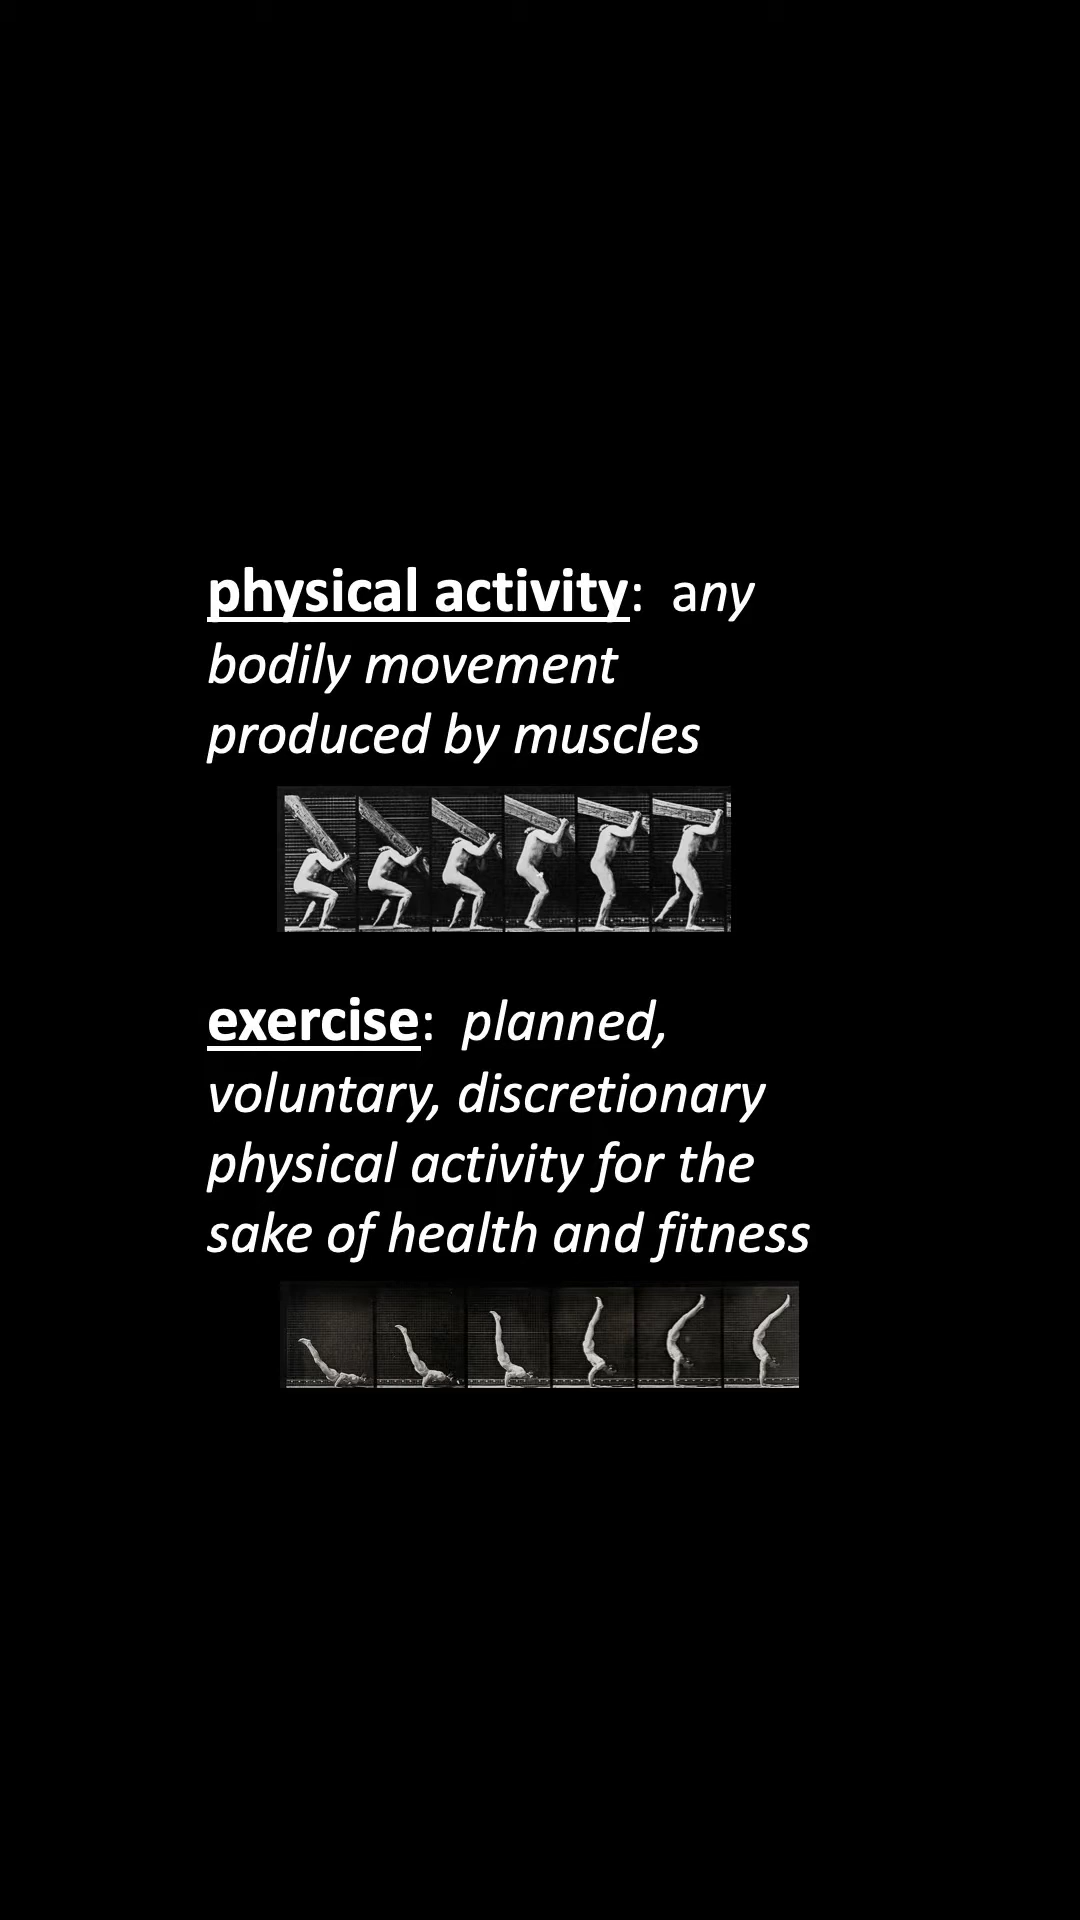 physical activity: any
bodily movement
produced by muscles
exercise: planned,
voluntary, discretionary
physical activity for the
sake of health and fitness